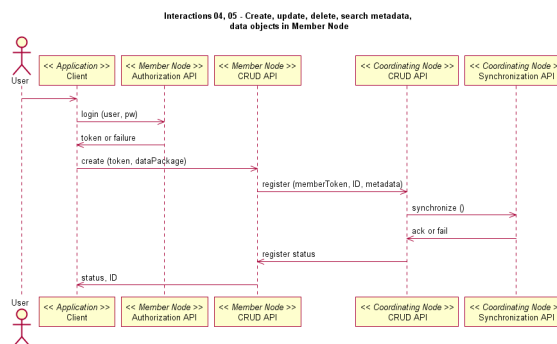 Interactions 04, 05 - Create, update, delete, search metadata,
data objects in Member Node
User
<< Application >>
Client
<< Member Node >>
Authorization API
<< Member Node >>
CRUD API
<< Coordinating Node >>
CRUD API
<< Coordinating Node >>
Synchronization API
login (user, pw)
token or failure
create (token, dataPackage)
register (memberToken, ID, metadata)
synchronize ()
ack or fail
register status
status, ID
User
<< Application >>
Client
<< Member Node >>
Authorization API
<< Member Node >>
CRUD API
<< Coordinating Node >>
CRUD API
<< Coordinating Node >>
Synchronization API